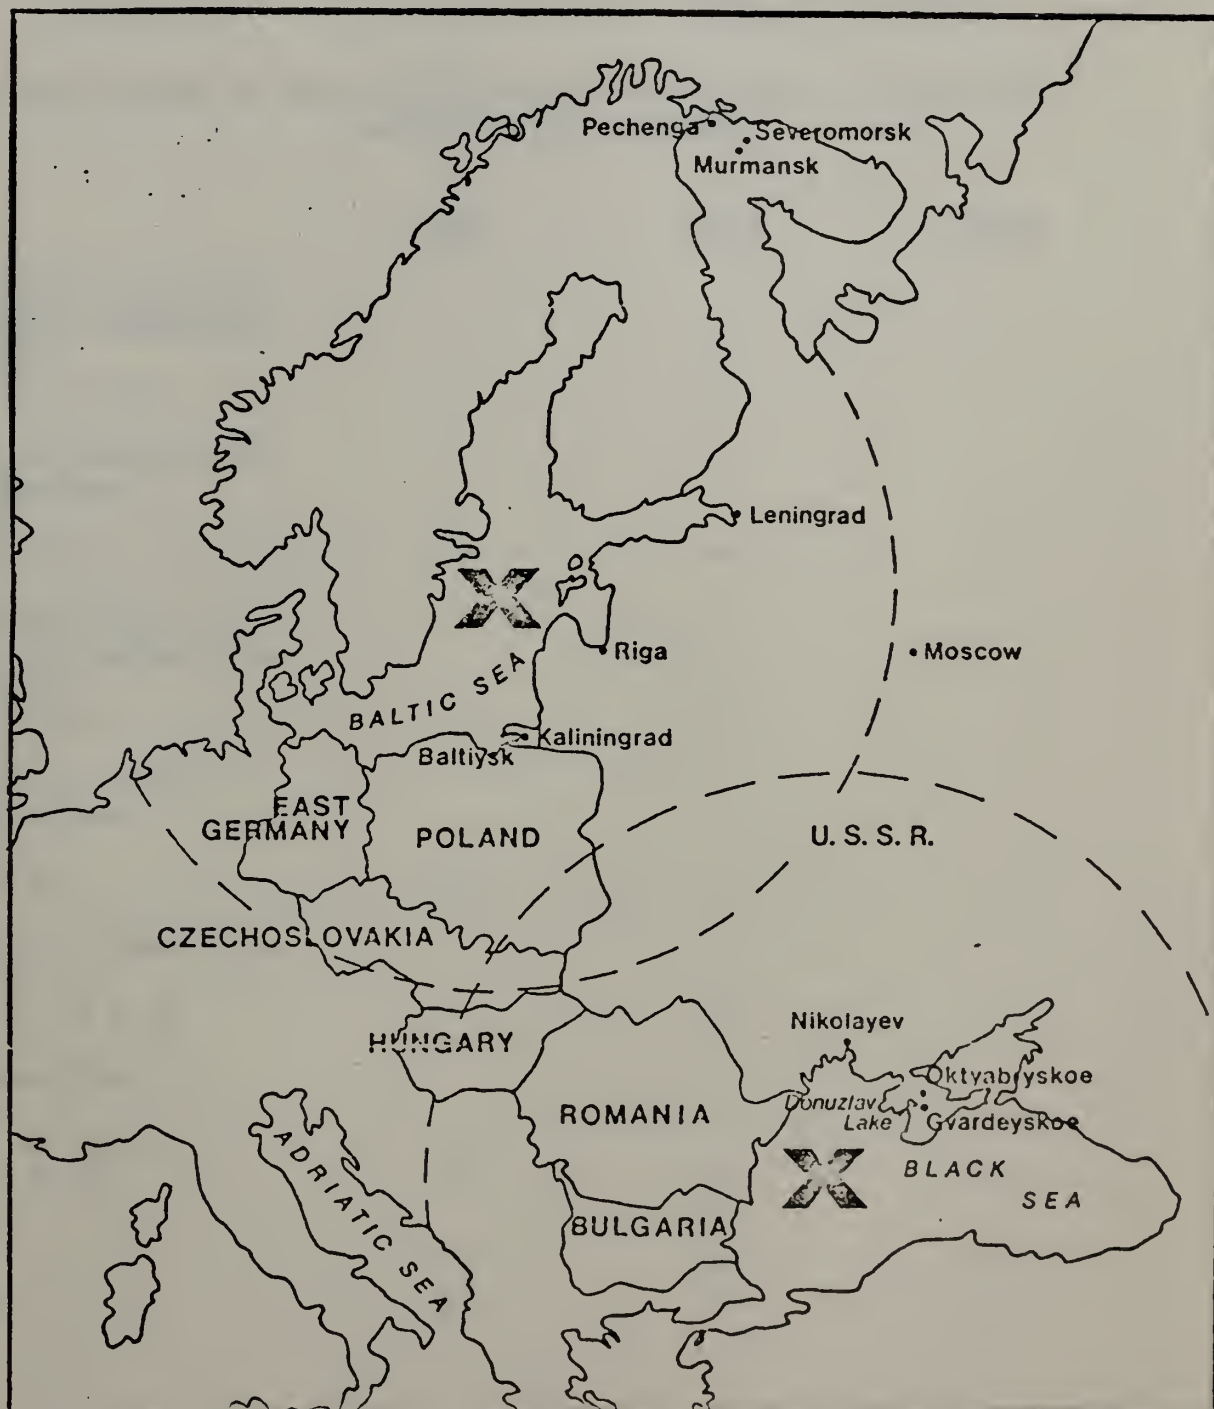 Pechenga
Severomorsk
Murmansk
Leningrad
X
Riga
Moscow
BALTIC SEA
Kaliningrad
Baltiysk
EAST
GERMANY
POLAND
U. S. S. R.
CZECHOSLOVAKIA
Nikolayev
HUNGARY
Oktyabryskoe
Donuzlav
Lake
Gvardeyskoe
ROMANIA
ADRIATIC SEA
X
BLACK
SEA
BULGARIA